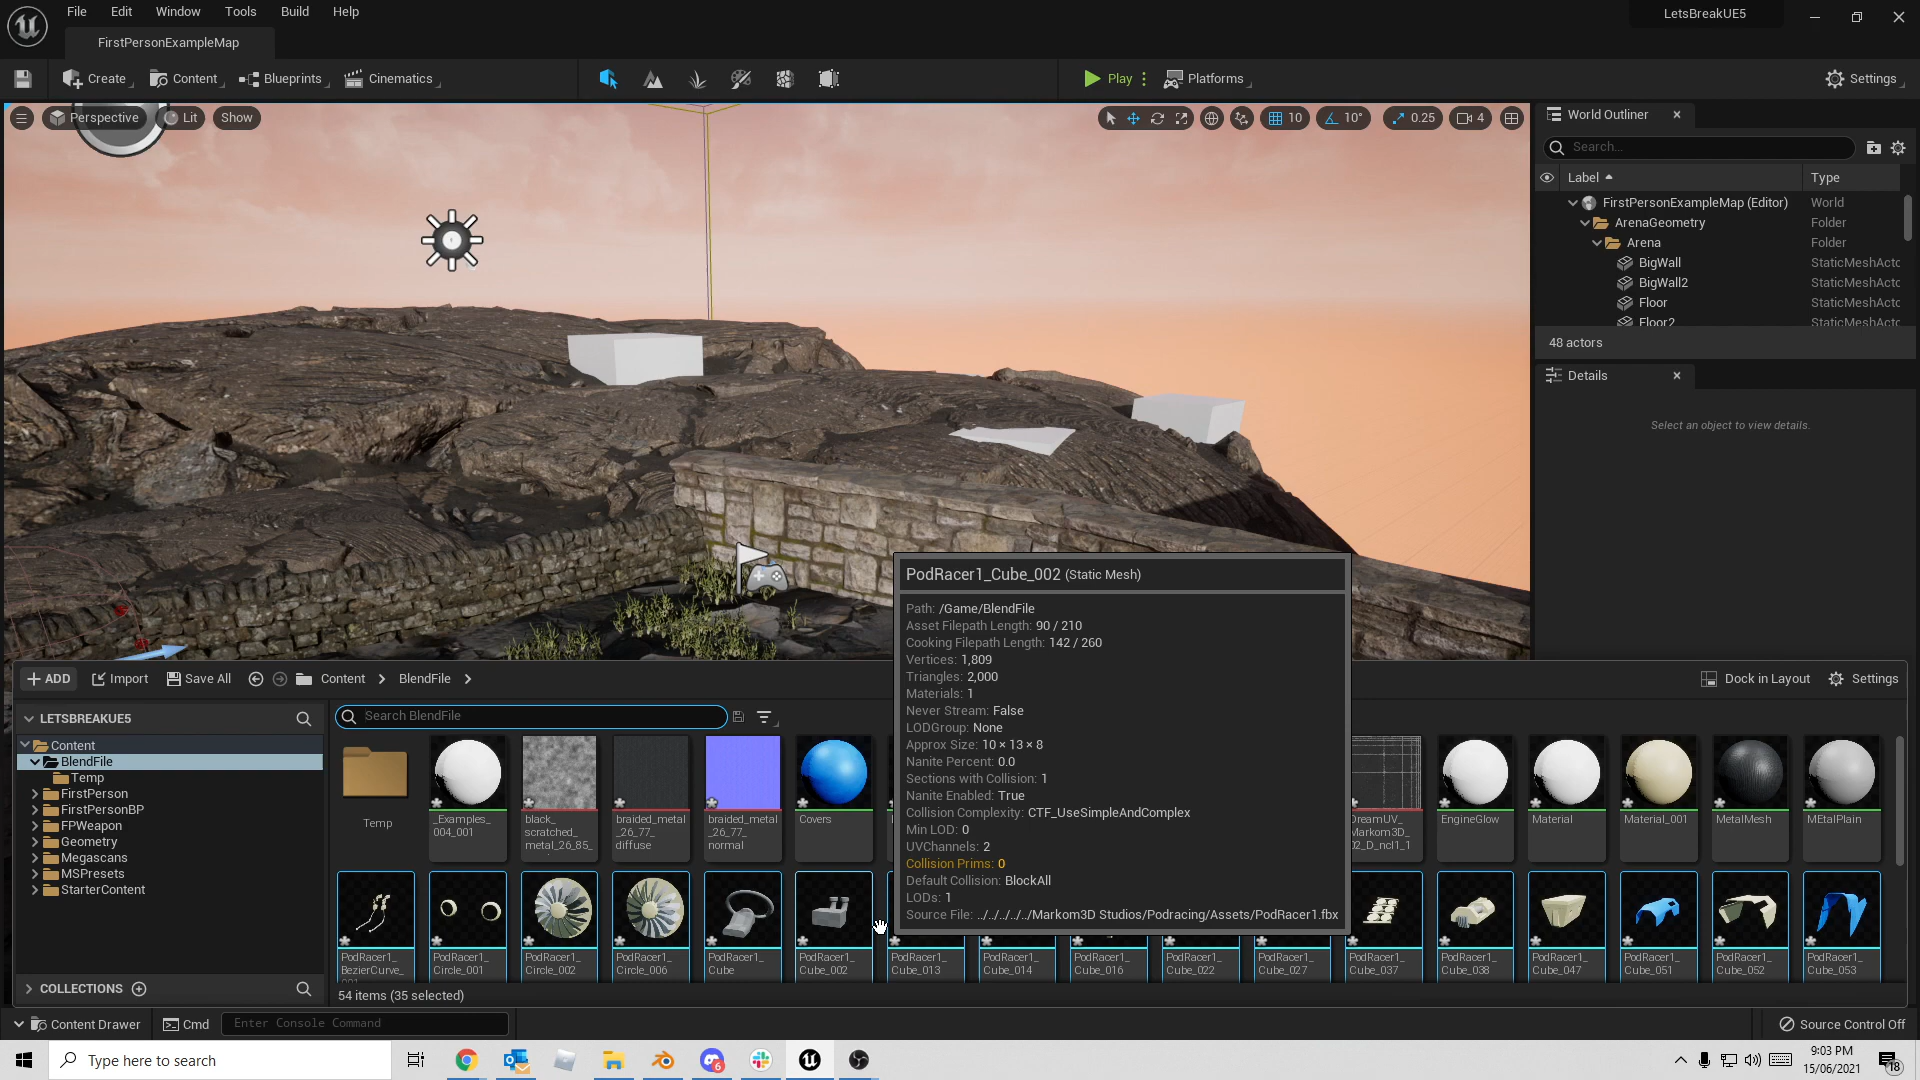 File Edit Window Tools Build Help
LetsBreakUE5
FirstPersonExampleMap
Create Content Blueprints Cinematics Play Platforms Settings
Perspective Lit Show 10 10° 0.25 4
World Outliner
Search...
Label Type
FirstPersonExampleMap (Editor) World
ArenaGeometry Folder
Arena Folder
BigWall StaticMeshActo
BigWall2 StaticMeshActo
Floor StaticMeshActo
Floor2 StaticMeshActo
48 actors
Details
Select an object to view details.
PodRacer1_Cube_002 (Static Mesh)
Path: /Game/BlendFile
Asset Filepath Length: 90 / 210
Cooking Filepath Length: 142 / 260
Vertices: 1,809
Triangles: 2,000
Materials: 1
Never Stream: False
LODGroup: None
Approx Size: 10 × 13 × 8
Nanite Percent: 0.0
Sections with Collision: 1
Nanite Enabled: True
Collision Complexity: CTF_UseSimpleAndComplex
Min LOD: 0
UVChannels: 2
Collision Prims: 0
Default Collision: BlockAll
LODs: 1
Source File: ../../../../../Markom3D Studios/Podracing/Assets/PodRacer1.fbx
+ ADD Import Save All Content BlendFile Dock in Layout Settings
LETSBREAKUE5
Content
BlendFile
Temp
FirstPerson
FirstPersonBP
FPWeapon
Geometry
Megascans
MSPresets
StarterContent
COLLECTIONS
Search BlendFile
Temp
_Examples_
004_001
black_
scratched_
metal_26_85_
braided_metal
_26_77_
diffuse
braided_metal
_26_77_
normal
Covers
DreamUV_
Markom3D_
02_D_ncl1_1
EngineGlow
Material
Material_001
MetalMesh
MEtalPlain
PodRacer1_
BezierCurve_
001
PodRacer1_
Circle_001
PodRacer1_
Circle_002
PodRacer1_
Circle_006
PodRacer1_
Cube
PodRacer1_
Cube_002
PodRacer1_
Cube_013
PodRacer1_
Cube_014
PodRacer1_
Cube_016
PodRacer1_
Cube_022
PodRacer1_
Cube_027
PodRacer1_
Cube_037
PodRacer1_
Cube_038
PodRacer1_
Cube_047
PodRacer1_
Cube_051
PodRacer1_
Cube_052
PodRacer1_
Cube_053
54 items (35 selected)
Content Drawer Cmd Enter Console Command Source Control Off
Type here to search
6
9:03 PM
15/06/2021
18